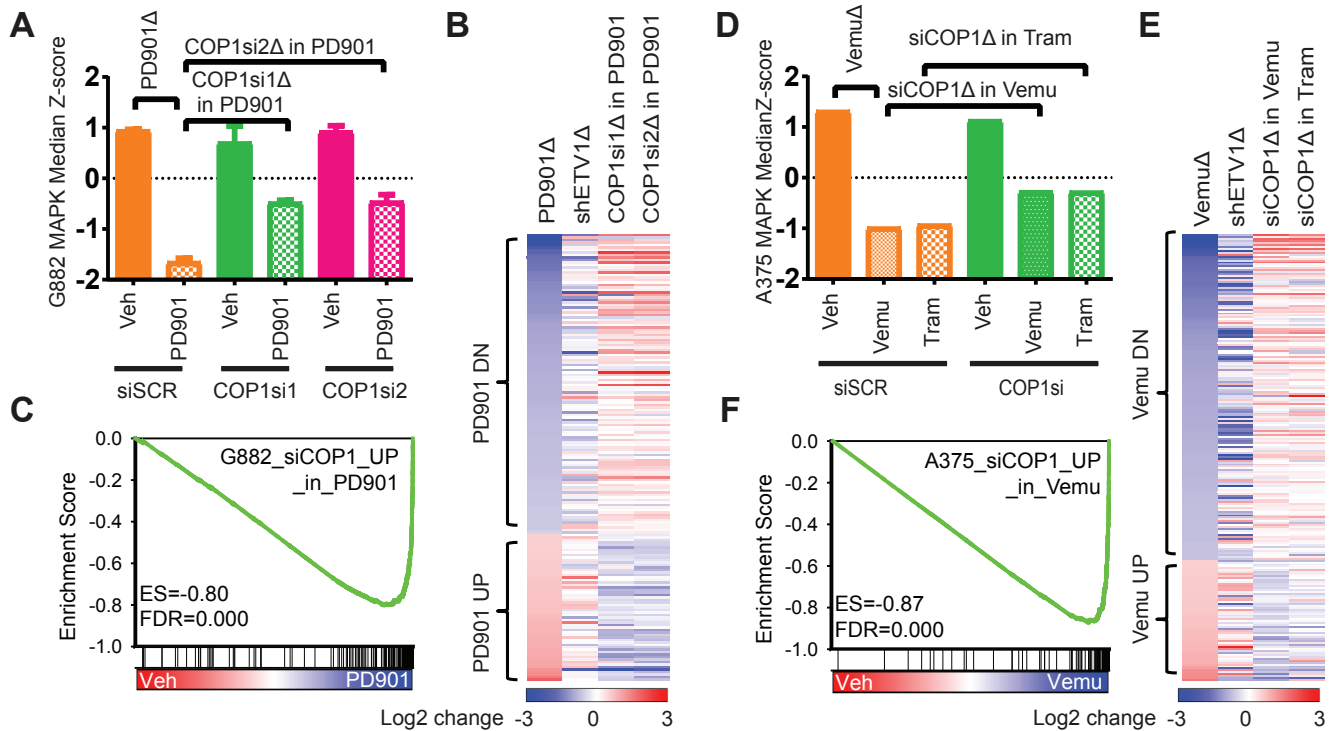 A
PD901Δ
COP1si2Δ in PD901
COP1si1Δ
in PD901
G882 MAPK Median Z-score
2
1
0
-1
-2
Veh
PD901
Veh
PD901
Veh
PD901
siSCR
COP1si1
COP1si2
B
PD901Δ
shETV1Δ
COP1si1Δ in PD901
COP1si2Δ in PD901
PD901 DN
PD901 UP
Log2 change
-3
0
3
C
Enrichment Score
0.0
-0.2
-0.4
-0.6
-0.8
-1.0
G882_siCOP1_UP
_in_PD901
ES=-0.80
FDR=0.000
Veh
PD901
D
VemuΔ
siCOP1Δ in Tram
siCOP1Δ in Vemu
A375 MAPK MedianZ-score
2
1
0
-1
-2
Veh
Vemu
Tram
Veh
Vemu
Tram
siSCR
COP1si
E
VemuΔ
shETV1Δ
siCOP1Δ in Vemu
siCOP1Δ in Tram
Vemu DN
Vemu UP
Log2 change
-3
0
3
F
Enrichment Score
0.0
-0.2
-0.4
-0.6
-0.8
-1.0
A375_siCOP1_UP
_in_Vemu
ES=-0.87
FDR=0.000
Veh
Vemu